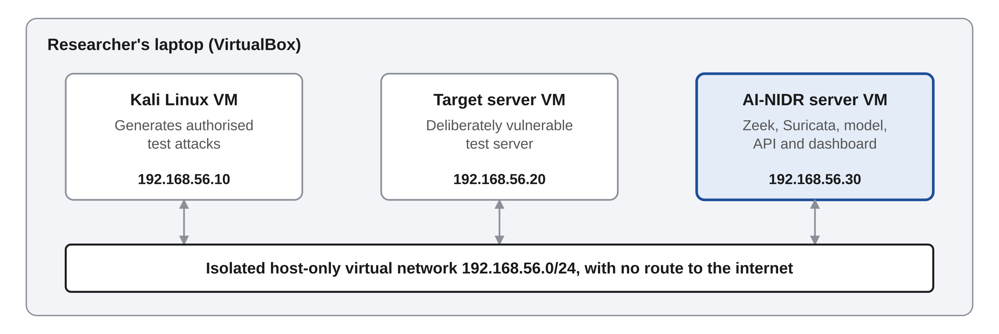 Researcher's laptop (VirtualBox)
Kali Linux VM
Generates authorised
test attacks
192.168.56.10
Target server VM
Deliberately vulnerable
test server
192.168.56.20
AI-NIDR server VM
Zeek, Suricata, model,
API and dashboard
192.168.56.30
Isolated host-only virtual network 192.168.56.0/24, with no route to the internet